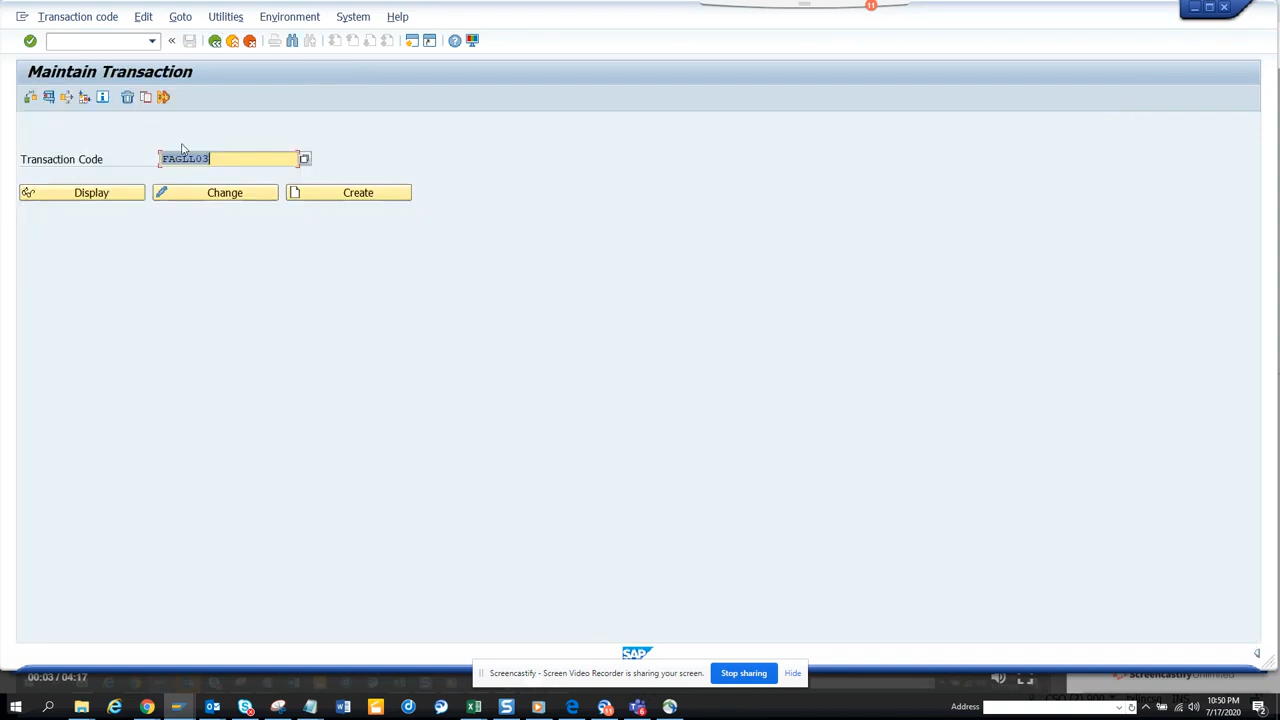 11
Transaction code Edit Goto Utilities Environment System Help
Maintain Transaction
Transaction Code FAGLL03
Display Change Create
SAP
Screencastify - Screen Video Recorder is sharing your screen. Stop sharing Hide
00:03 / 04:17
ScreencastifyUnlimited
10:50 PM
Address
7/17/2020